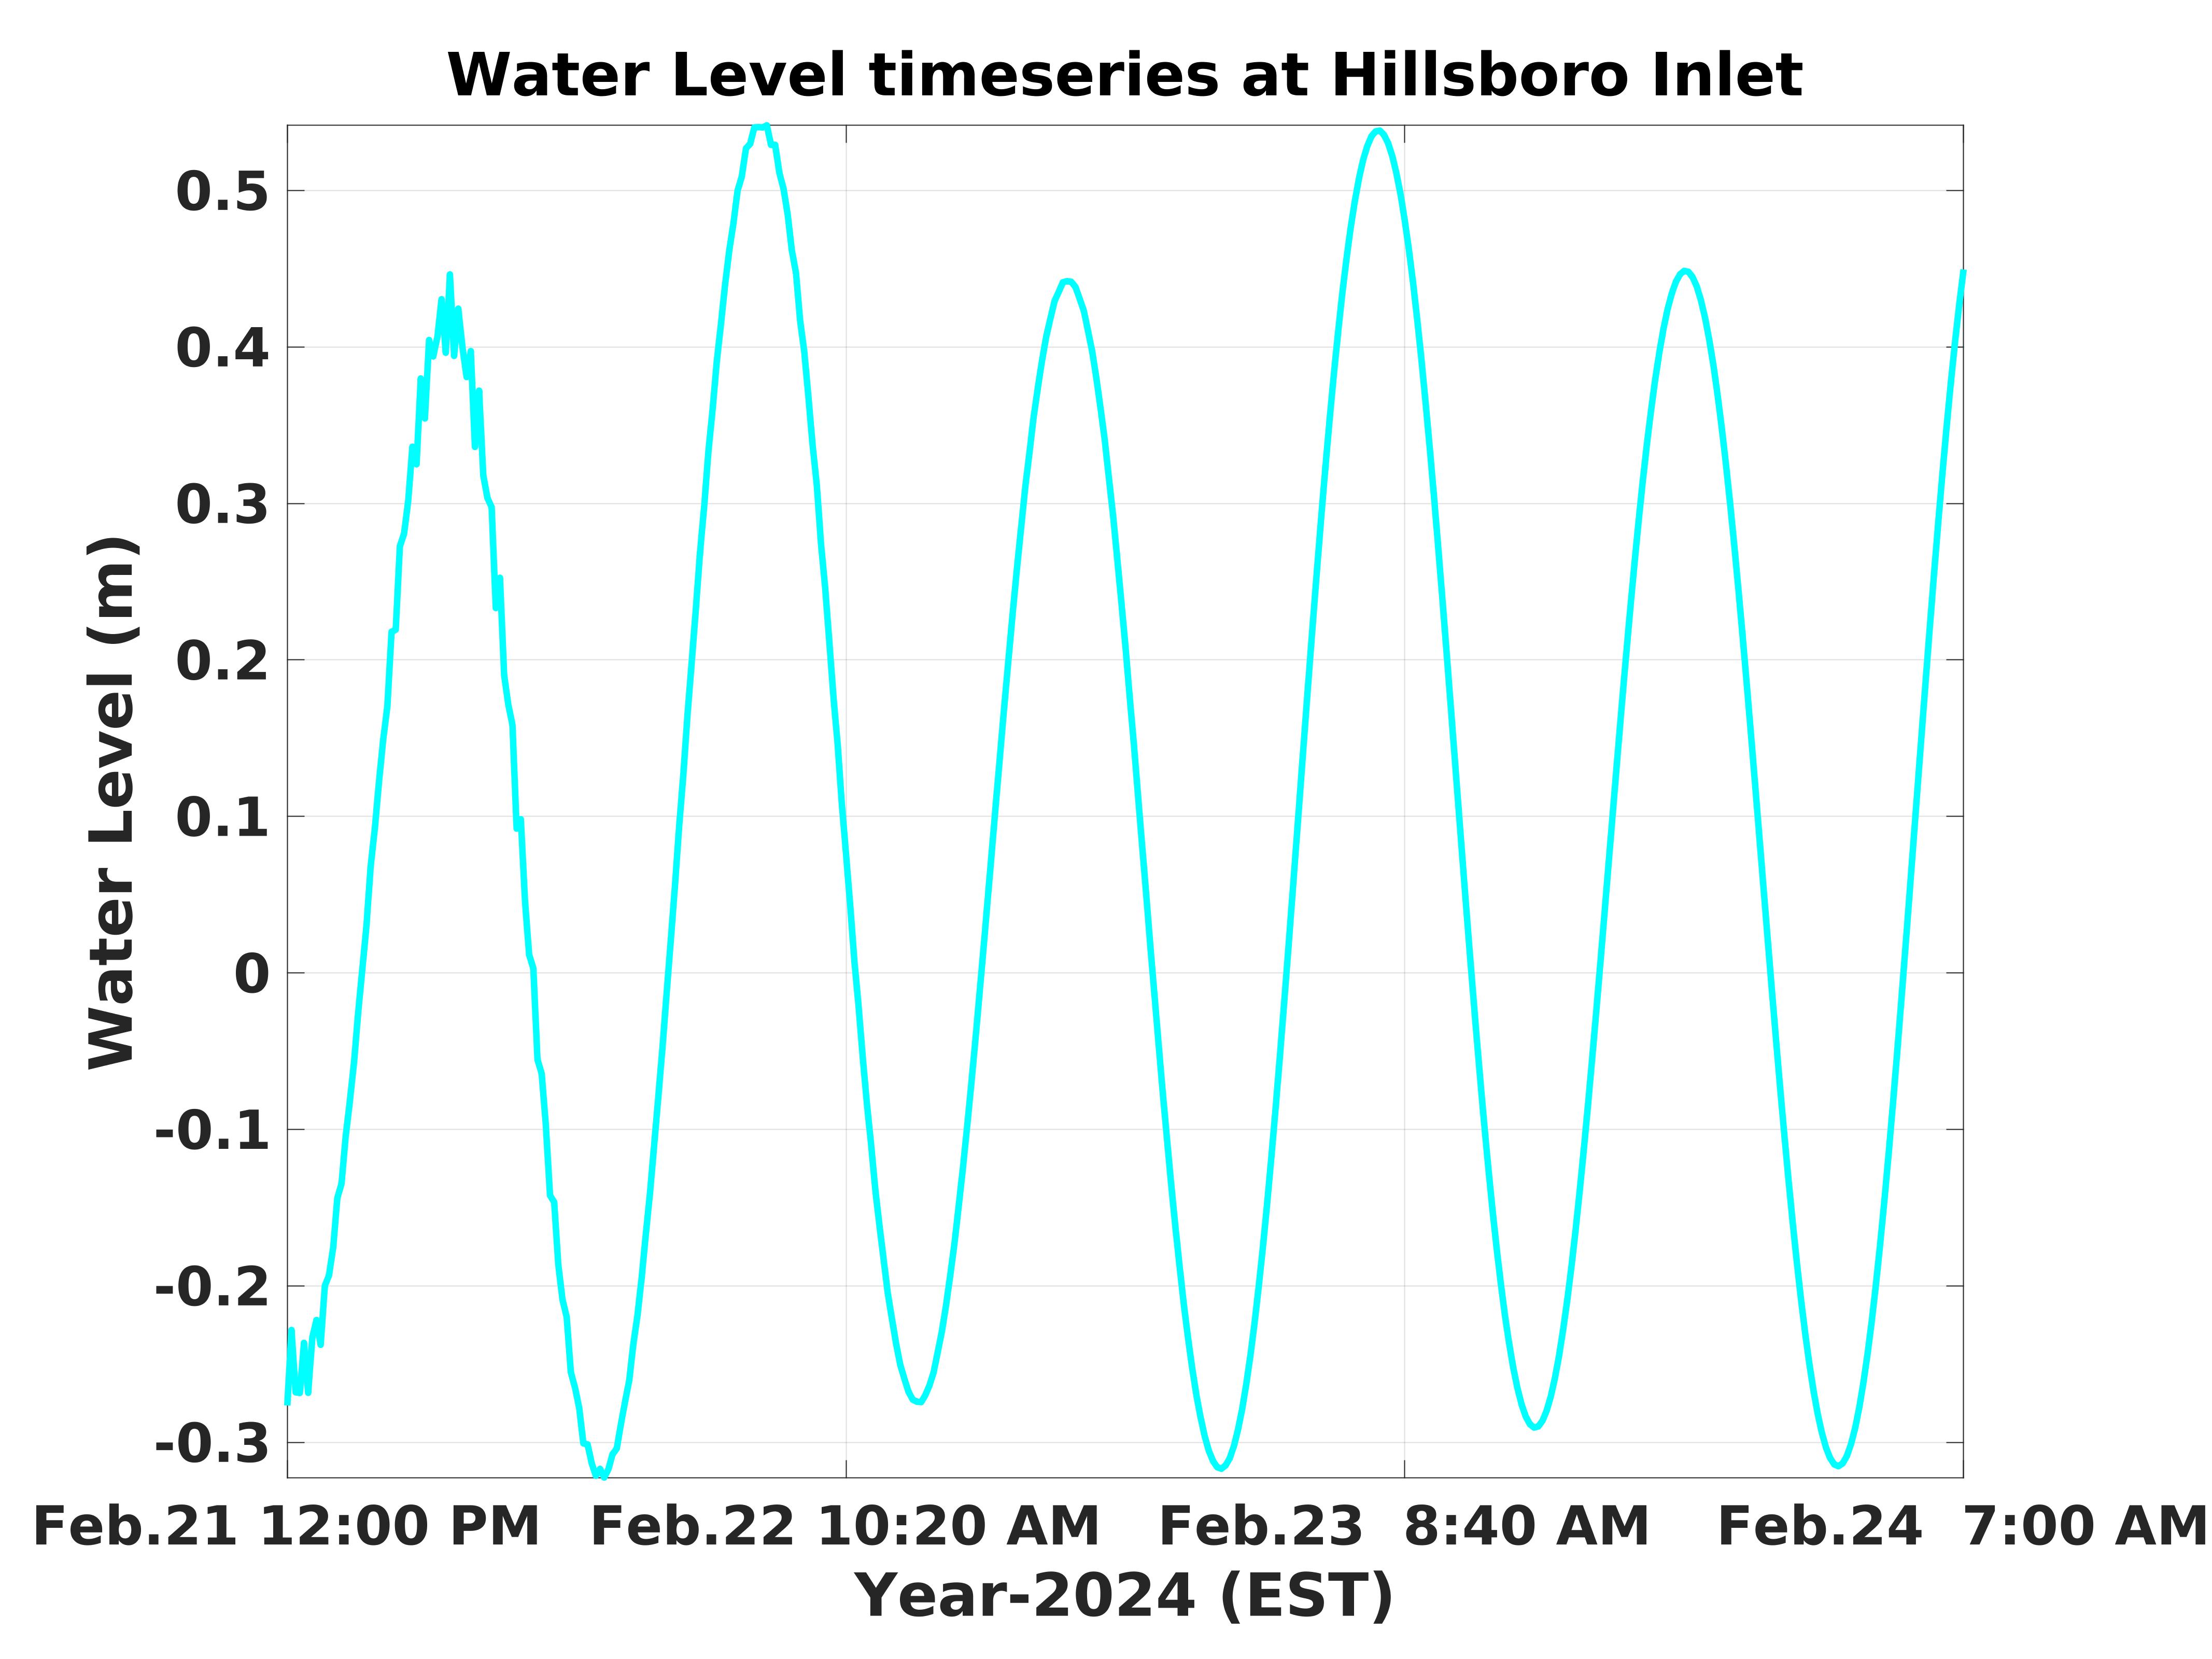 Water Level timeseries at Hillsboro Inlet
Water Level (m)
0.5
0.4
0.3
0.2
0.1
0
-0.1
-0.2
-0.3
Feb.21 12:00 PM Feb.22 10:20 AM Feb.23 8:40 AM Feb.24 7:00 AM
Year-2024 (EST)